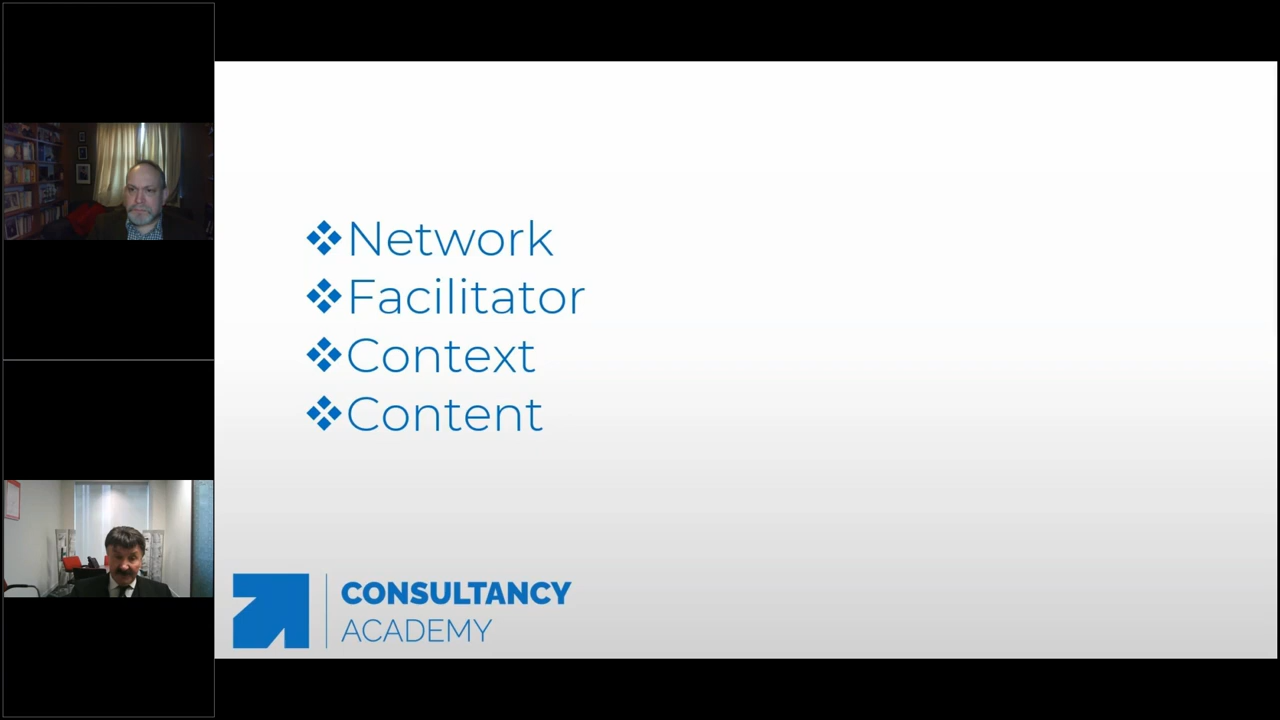 Network
Facilitator
Context
Content
CONSULTANCY
ACADEMY